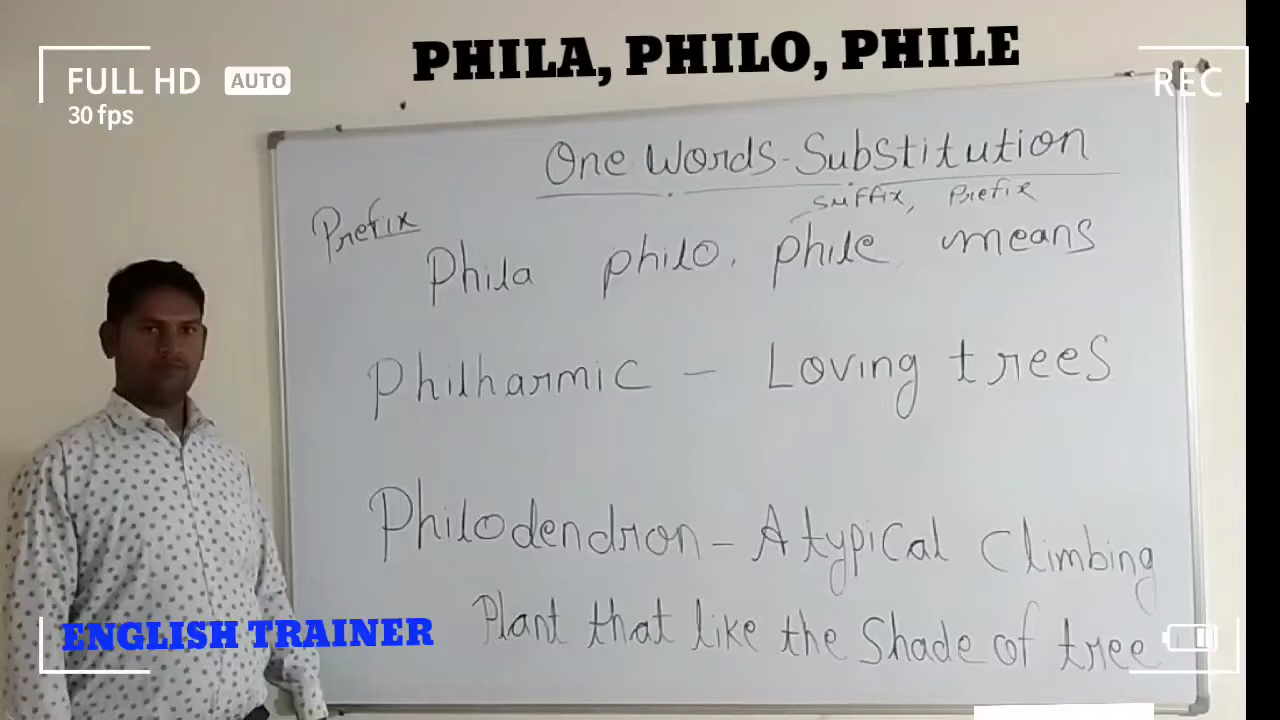 PHILA, PHILO, PHILE
FULL HD AUTO
30 fps
REC
One Words-Substitution
suffix, Prefix
Prefix
Phila philo, phile means
Philharmic - Loving trees
Philodendron - A typical Climbing
Plant that like the Shade of tree
ENGLISH TRAINER